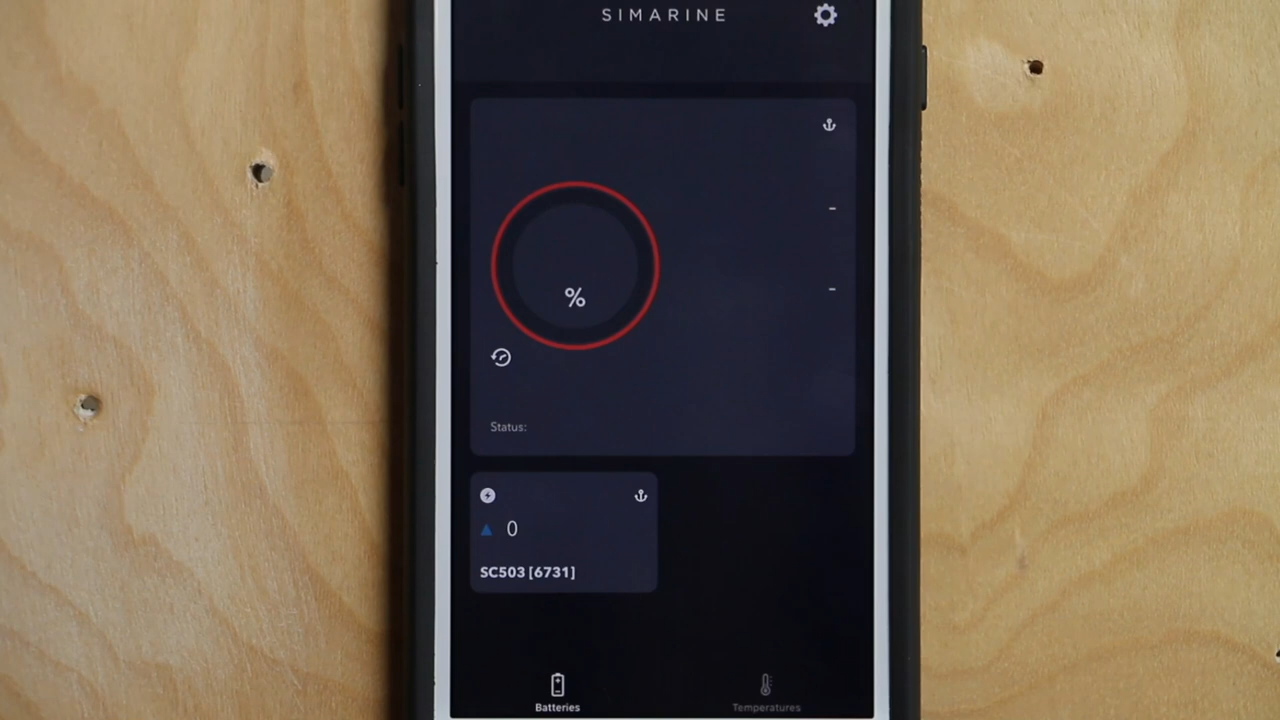 SIMARINE
-
-
%
Status:
0
SC503 [6731]
Batteries
Temperatures